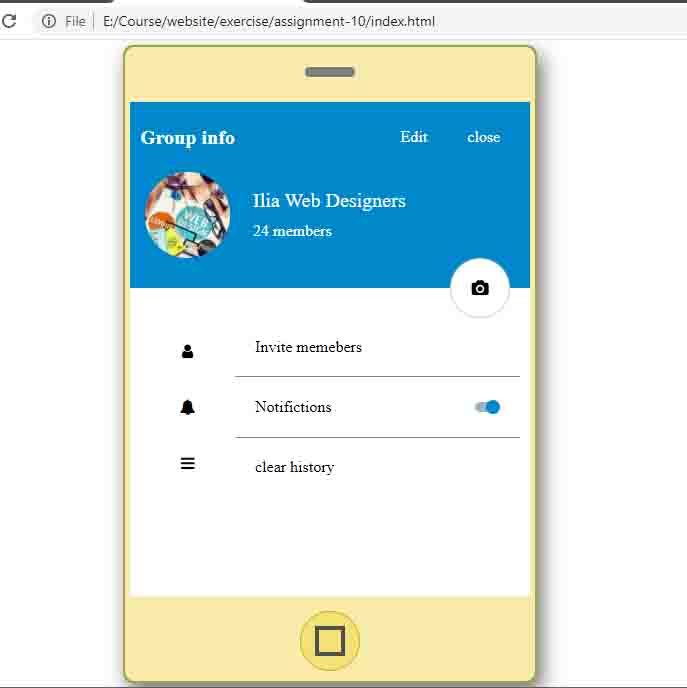 File
E:/Course/website/exercise/assignment-10/index.html
Group info Edit close
Ilia Web Designers
24 members
WEB
Invite memebers
Notifictions
clear history